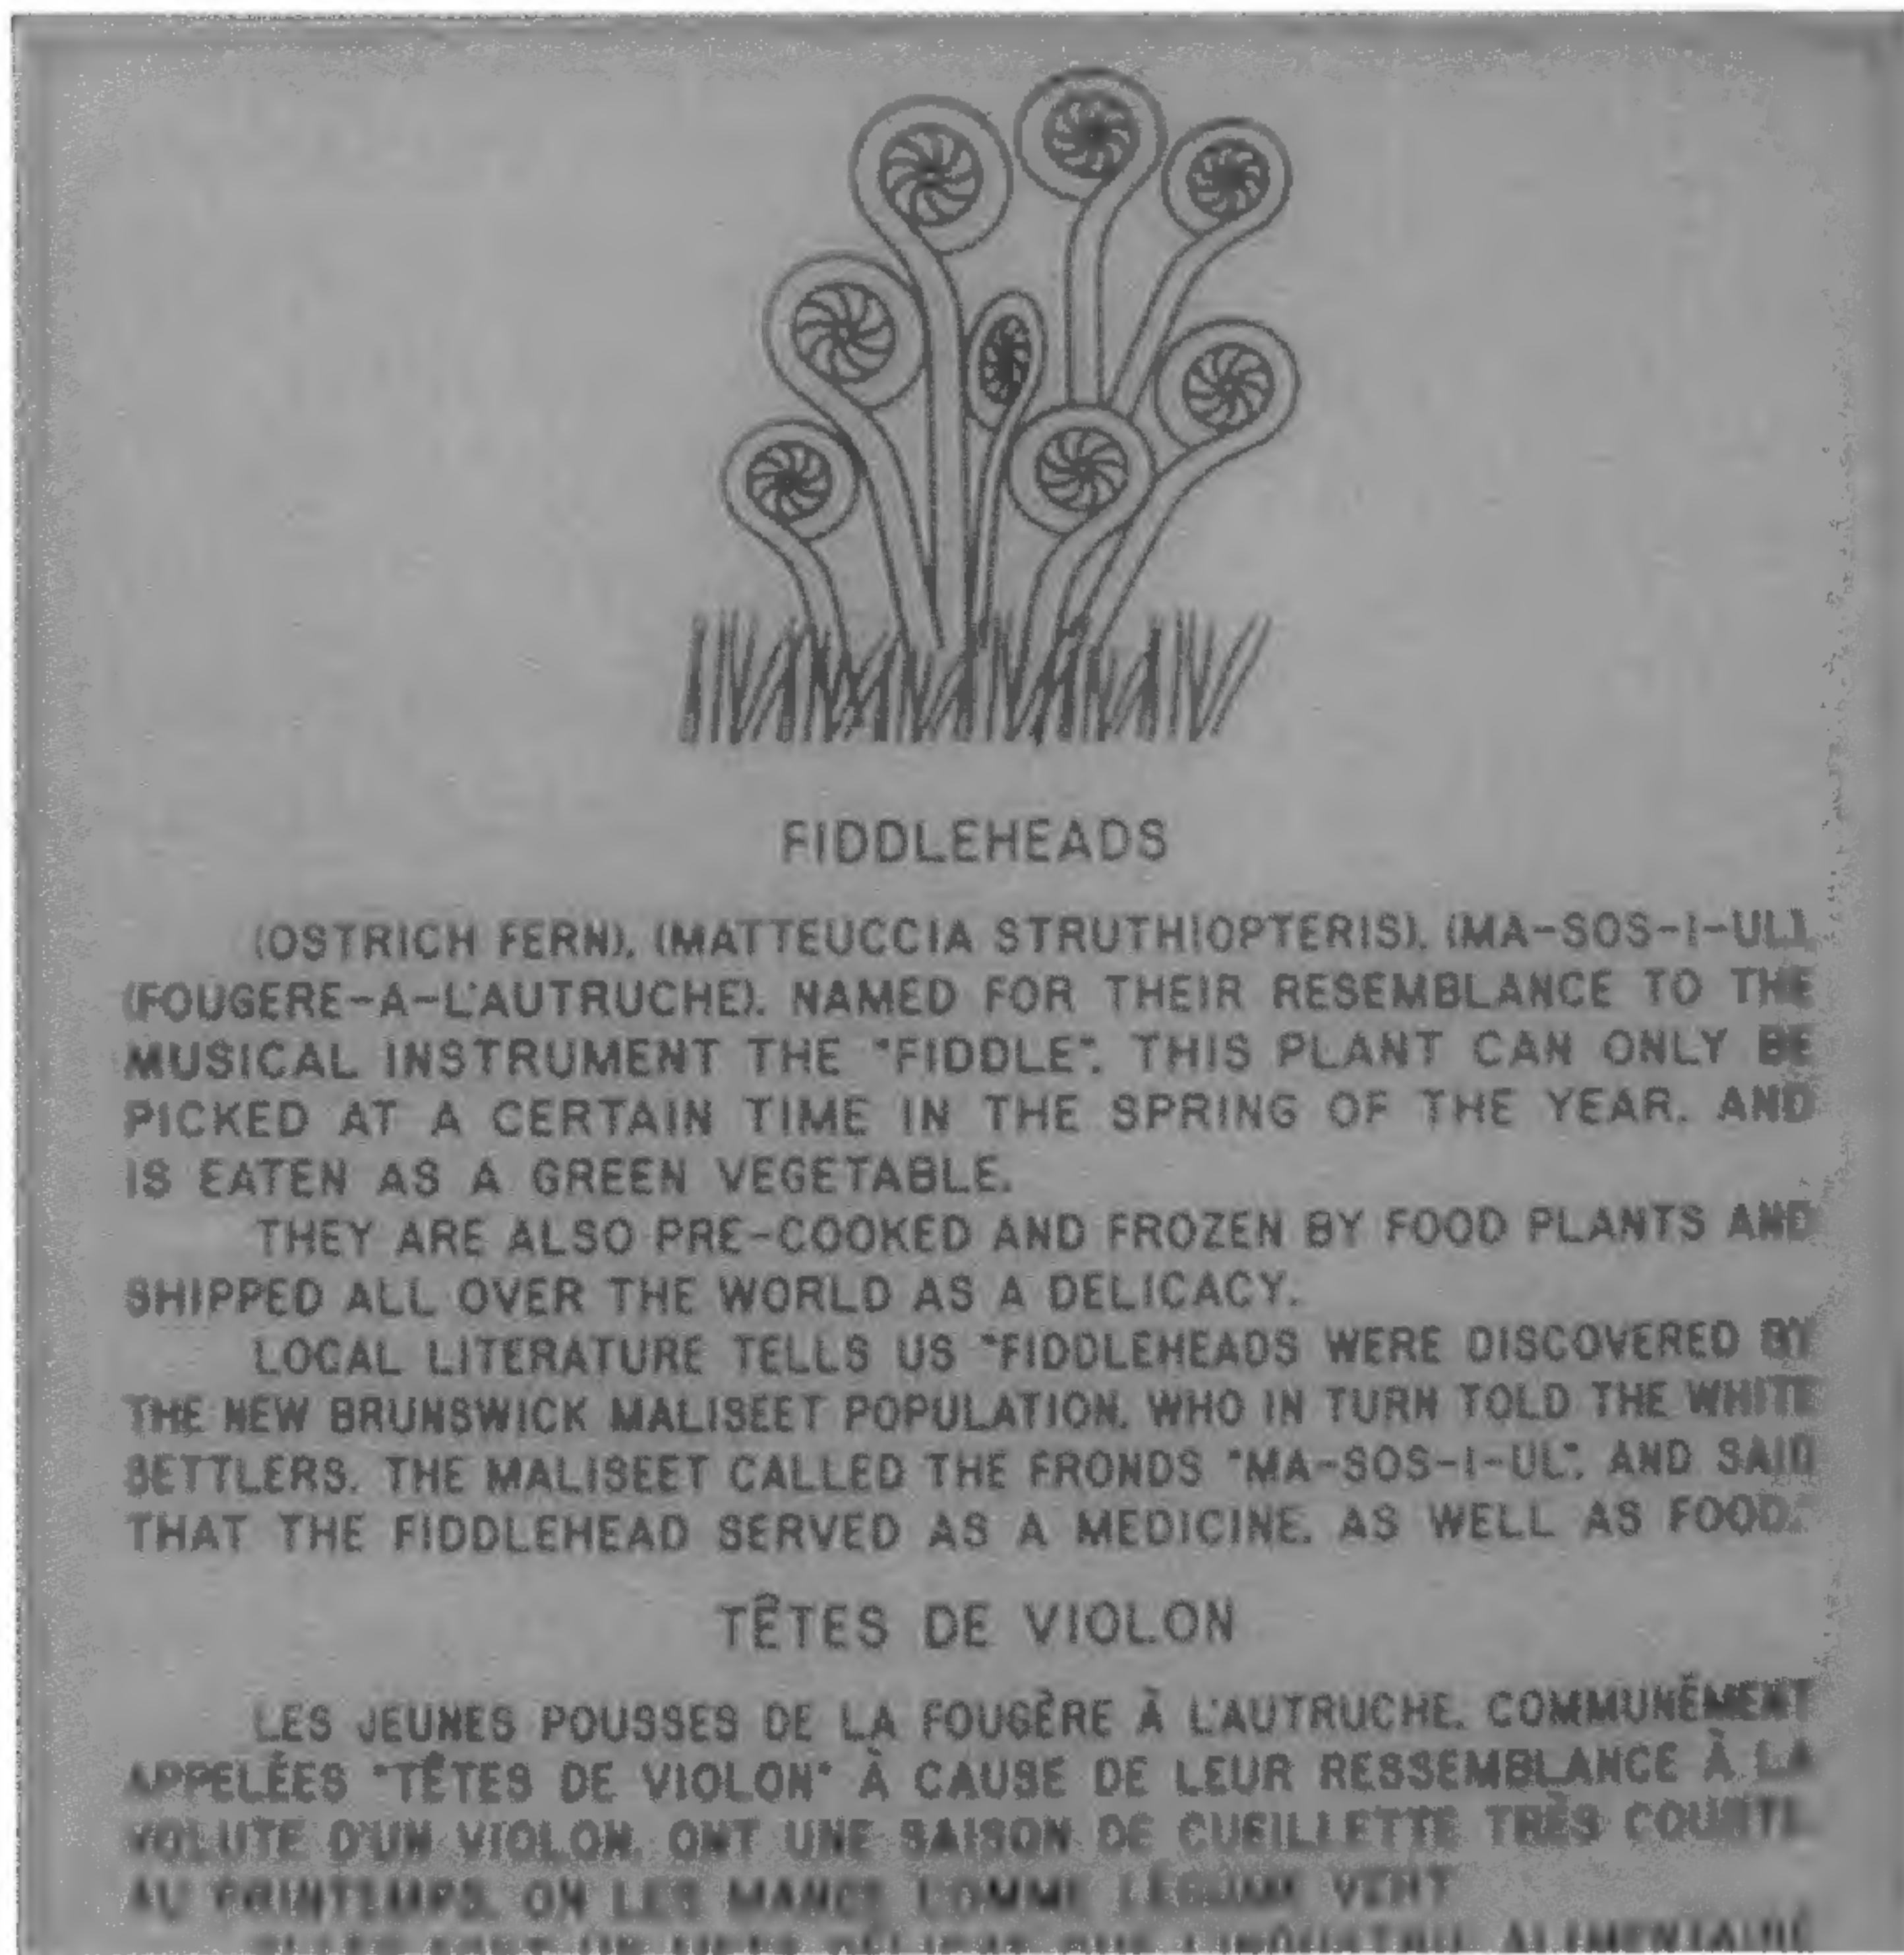 FIDDLEHEADS
(OSTRICH FERN), (MATTEUCCIA STRUTHIOPTERIS), (MA-SOS-I-UL),
(FOUGERE-A-L'AUTRUCHE). NAMED FOR THEIR RESEMBLANCE TO THE
MUSICAL INSTRUMENT THE "FIDDLE". THIS PLANT CAN ONLY BE
PICKED AT A CERTAIN TIME IN THE SPRING OF THE YEAR, AND
IS EATEN AS A GREEN VEGETABLE.
THEY ARE ALSO PRE-COOKED AND FROZEN BY FOOD PLANTS AND
SHIPPED ALL OVER THE WORLD AS A DELICACY.
LOCAL LITERATURE TELLS US "FIDDLEHEADS WERE DISCOVERED BY
THE NEW BRUNSWICK MALISEET POPULATION, WHO IN TURN TOLD THE WHITE
SETTLERS. THE MALISEET CALLED THE FRONDS "MA-SOS-I-UL", AND SAID
THAT THE FIDDLEHEAD SERVED AS A MEDICINE, AS WELL AS FOOD."
TÊTES DE VIOLON
LES JEUNES POUSSES DE LA FOUGÈRE À L'AUTRUCHE, COMMUNÉMENT
APPELÉES "TÊTES DE VIOLON" À CAUSE DE LEUR RESSEMBLANCE À LA
VOLUTE D'UN VIOLON, ONT UNE SAISON DE CUEILLETTE TRÈS COURTE.
AU PRINTEMPS, ON LES MANGE COMME LÉGUME VERT
ALIMENTAIRE